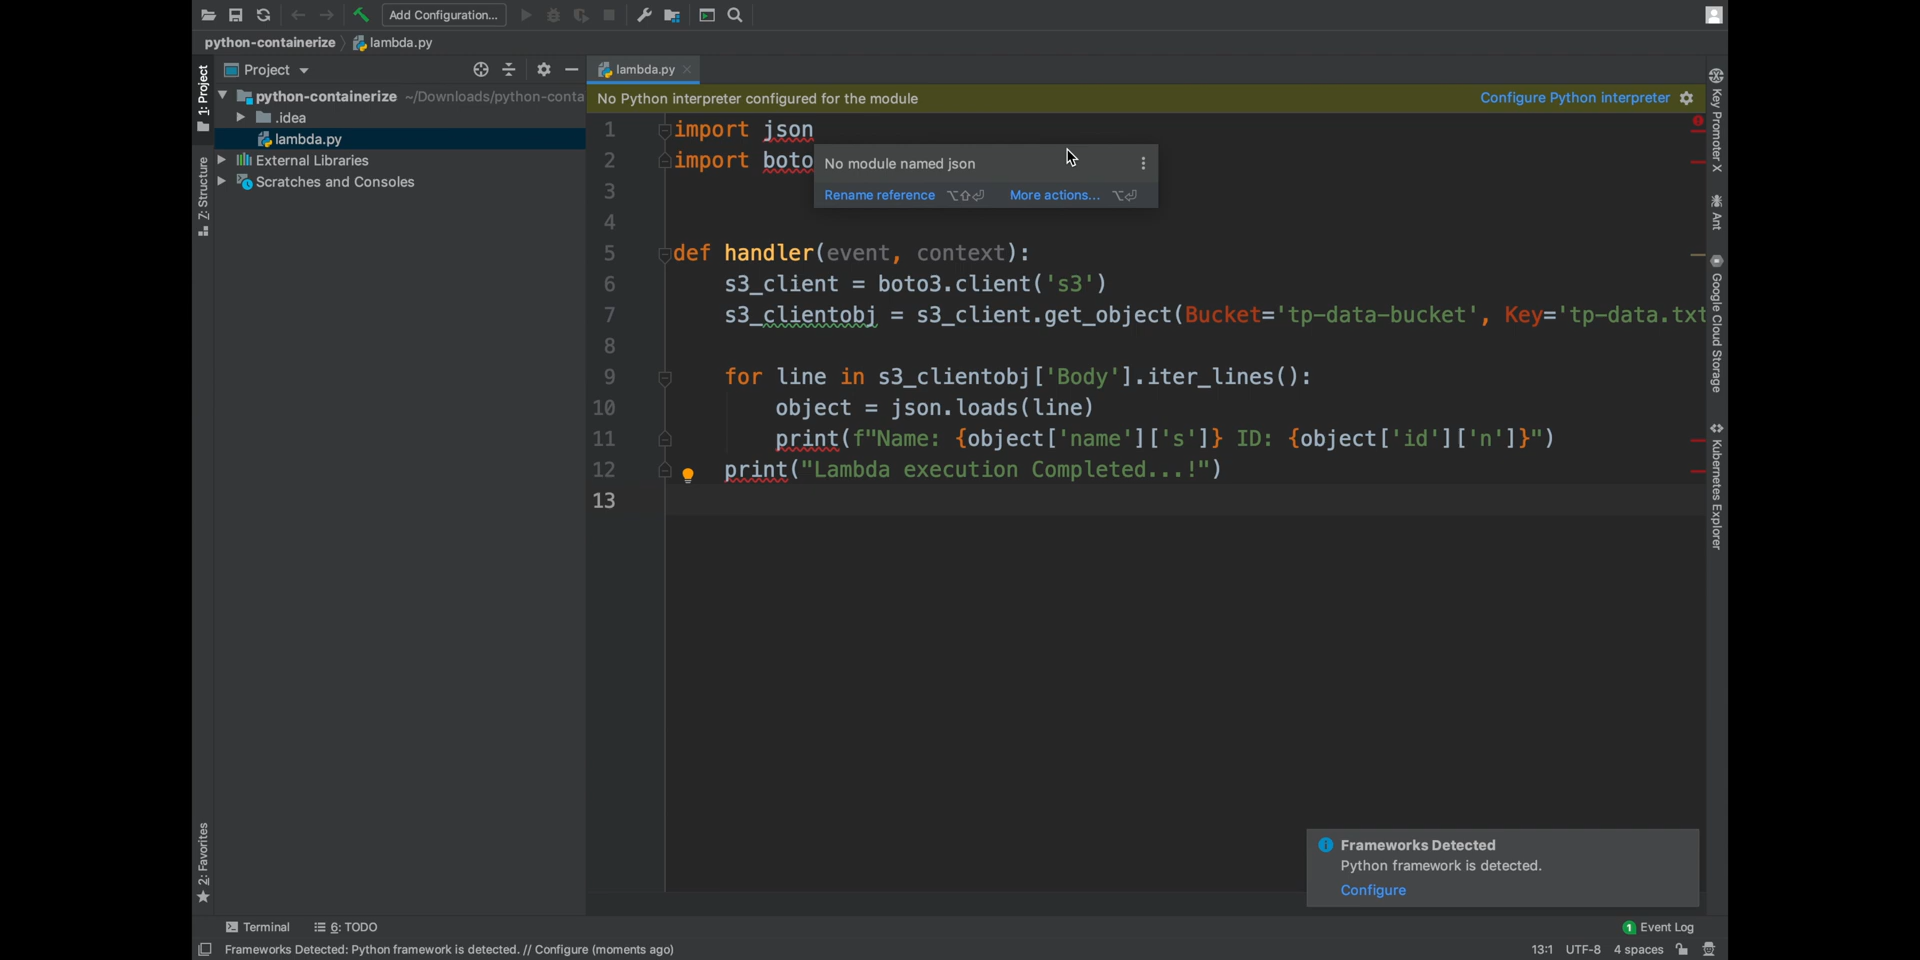 Add Configuration...
python-containerize
lambda.py
1: Project
Z: Structure
2: Favorites
Project
python-containerize ~/Downloads/python-conta
.idea
lambda.py
External Libraries
Scratches and Consoles
lambda.py
No Python interpreter configured for the module
Configure Python interpreter
1 import json
2 import boto
No module named json
Rename reference ⌥⇧⏎ More actions... ⌥⏎
3
4
5 def handler(event, context):
6 s3_client = boto3.client('s3')
7 s3_clientobj = s3_client.get_object(Bucket='tp-data-bucket', Key='tp-data.txt
8
9 for line in s3_clientobj['Body'].iter_lines():
10 object = json.loads(line)
11 print(f"Name: {object['name']['s']} ID: {object['id']['n']}")
12 print("Lambda execution Completed...!")
13
Key Promoter X
Ant
Google Cloud Storage
Kubernetes Explorer
Frameworks Detected
Python framework is detected.
Configure
Terminal
6: TODO
1 Event Log
Frameworks Detected: Python framework is detected. // Configure (moments ago)
13:1 UTF-8 4 spaces